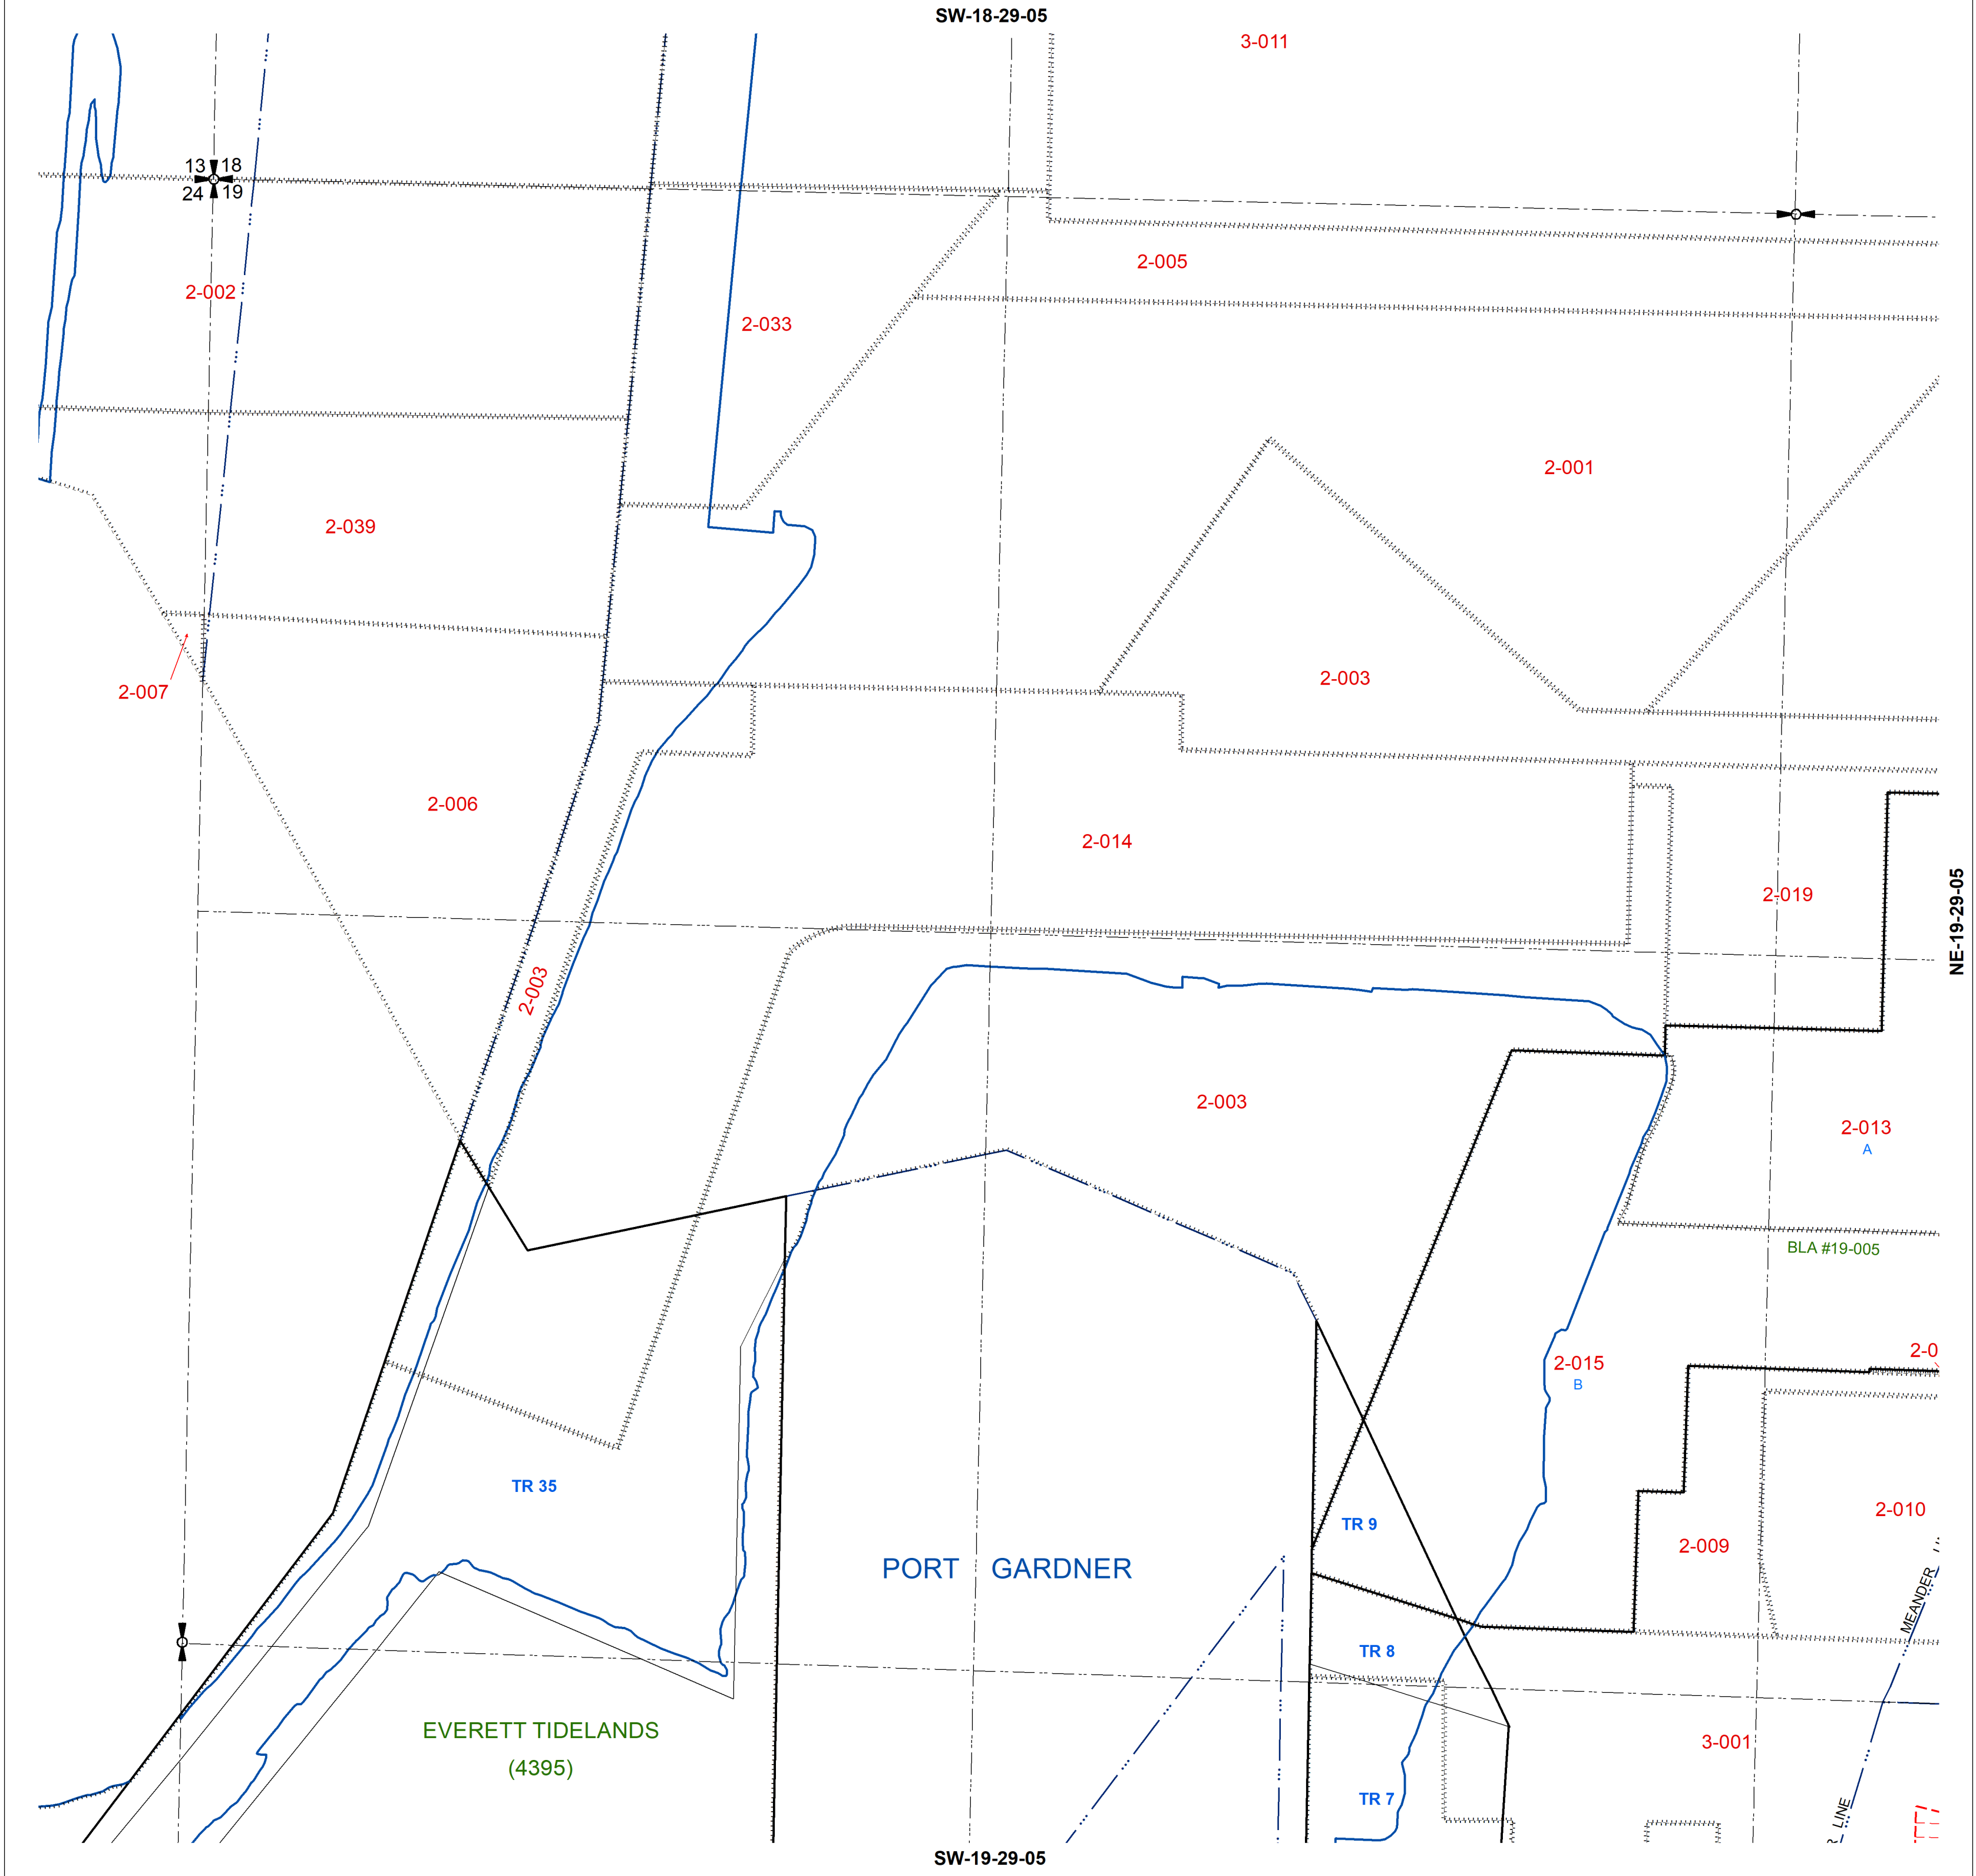 SW-18-29-05
3-011
13 18
24 19
2-005
2-002
2-033
2-001
2-039
2-003
2-007
2-006
2-014
2-019
NE-19-29-05
2-003
2-003
2-013
A
BLA #19-005
2-0
2-015
B
TR 35
2-010
TR 9
2-009
PORT GARDNER
MEANDER
TR 8
EVERETT TIDELANDS
3-001
(4395)
TR 7
LINE
SW-19-29-05